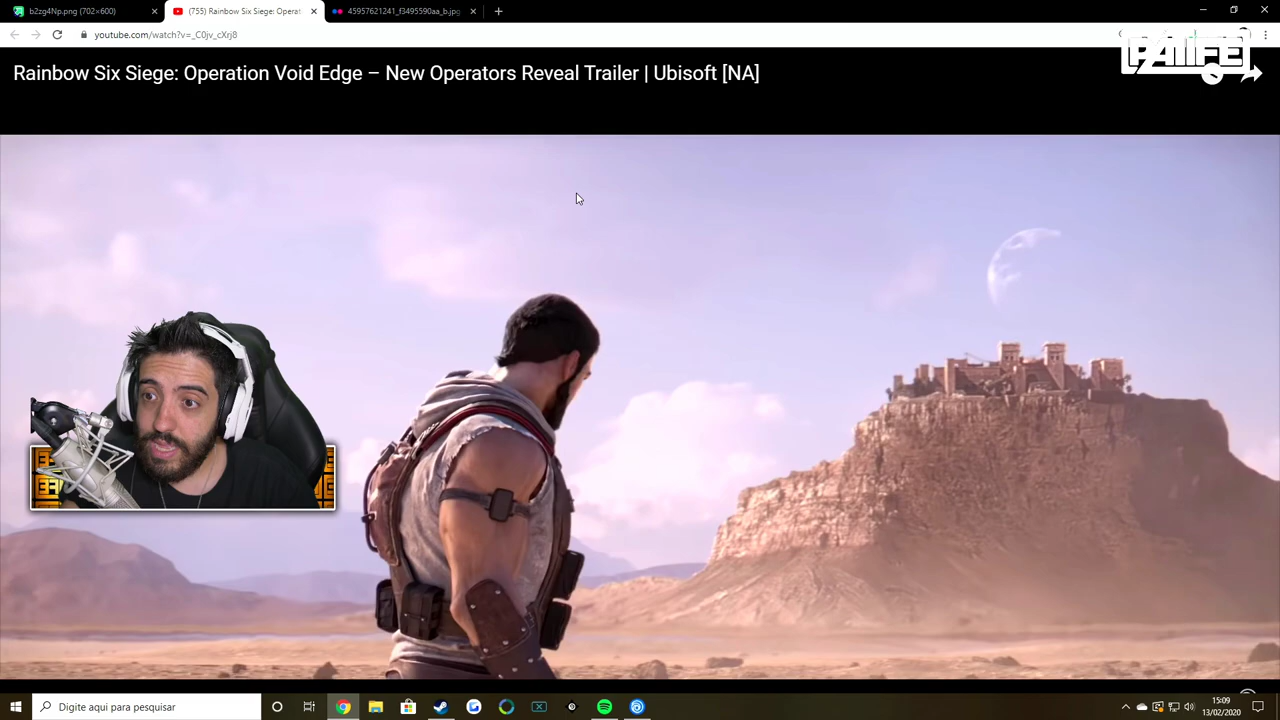 b2zg4Np.png (702×600)
(755) Rainbow Six Siege: Operat
45957621241_f3495590aa_b.jpg
youtube.com/watch?v=_C0jv_cXrj8
PATIFE
Rainbow Six Siege: Operation Void Edge – New Operators Reveal Trailer | Ubisoft [NA]
Digite aqui para pesquisar
15:09
13/02/2020